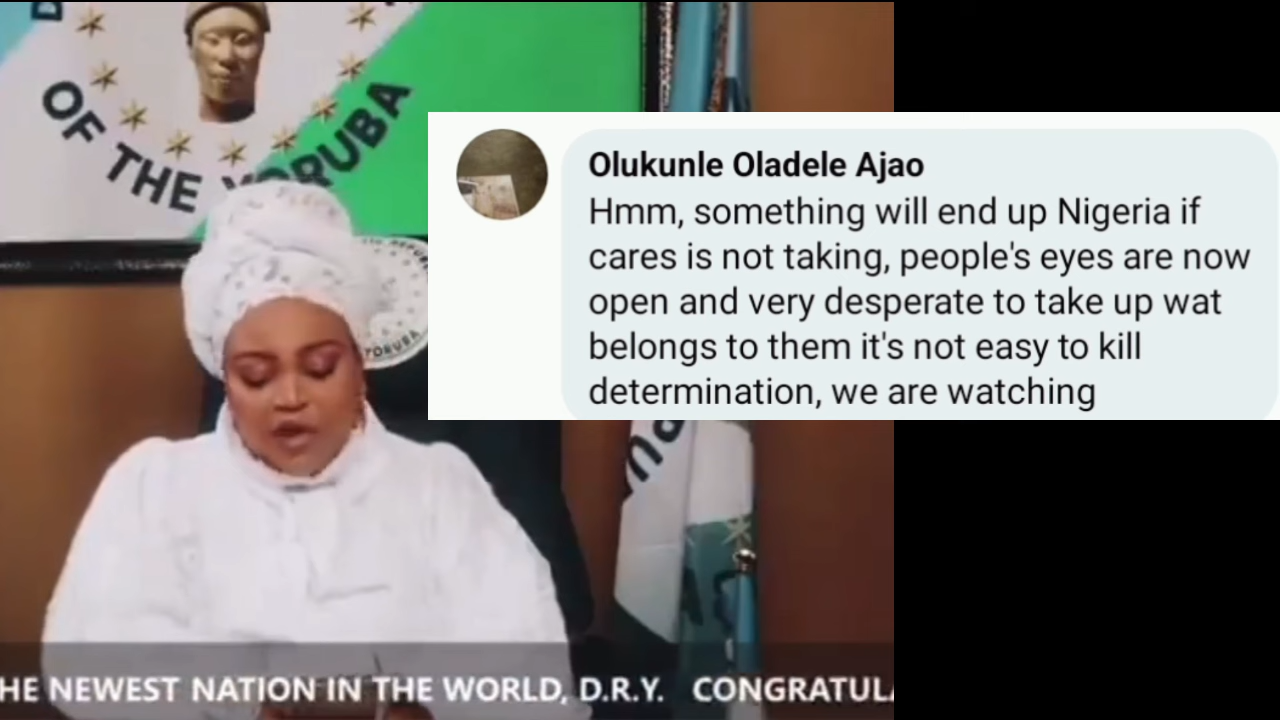 OF THE YORUBA
YORUBA
Olukunle Oladele Ajao
Hmm, something will end up Nigeria if
cares is not taking, people's eyes are now
open and very desperate to take up wat
belongs to them it's not easy to kill
determination, we are watching
HE NEWEST NATION IN THE WORLD, D.R.Y. CONGRATUL